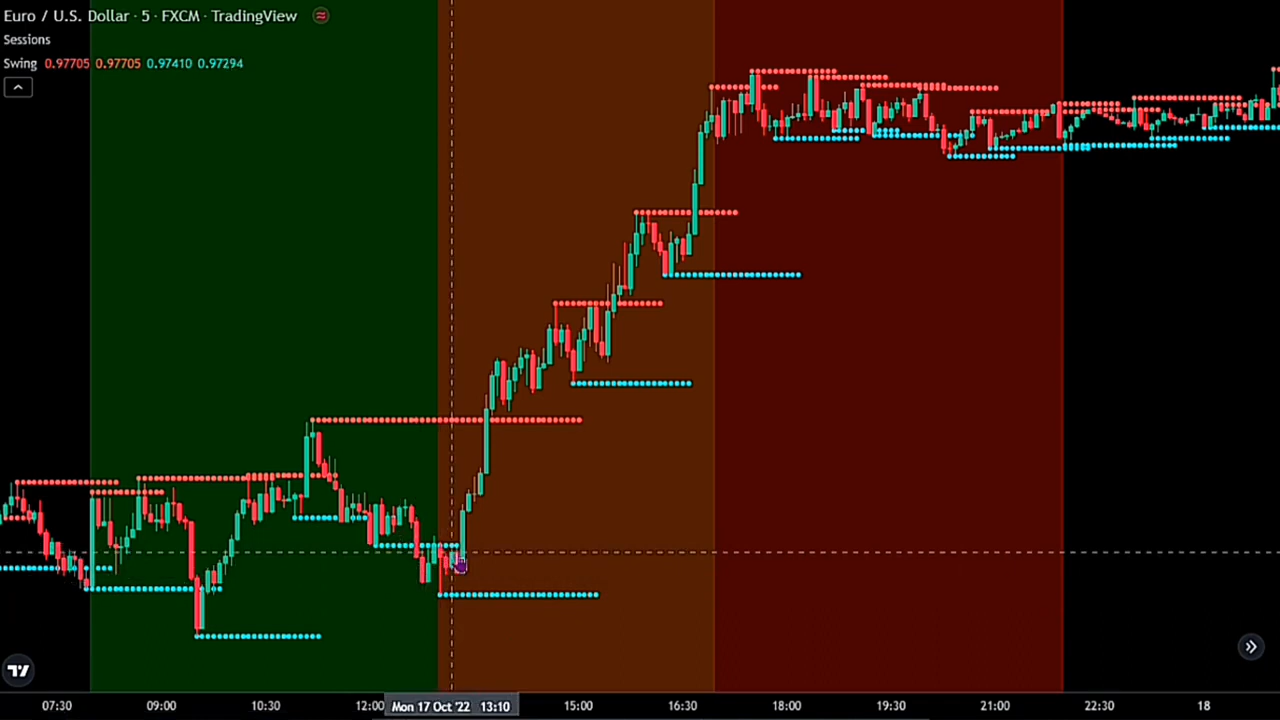 Euro / U.S. Dollar · 5 · FXCM · TradingView
Sessions
Swing 0.97705 0.97705 0.97410 0.97294
07:30 09:00 10:30 12:00 Mon 17 Oct '22 13:10 15:00 16:30 18:00 19:30 21:00 22:30 18